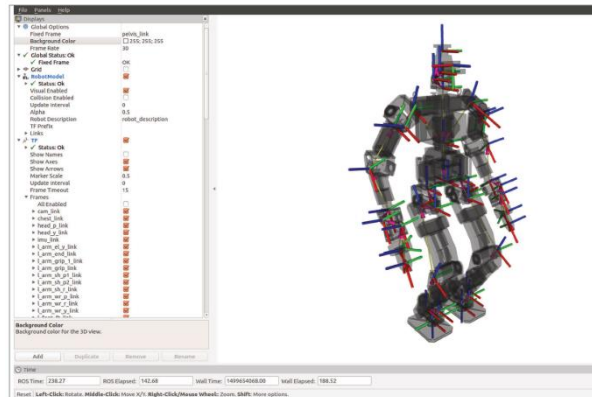 File Panels Help
Displays
Global Options
Fixed Frame pelvis_link
Background Color 255; 255; 255
Frame Rate 30
Global Status: Ok
Fixed Frame OK
Grid
RobotModel
Status: Ok
Visual Enabled
Collision Enabled
Update Interval 0
Alpha 0.5
Robot Description robot_description
TF Prefix
Links
TF
Status: Ok
Show Names
Show Axes
Show Arrows
Marker Scale 0.5
Update Interval 0
Frame Timeout 15
Frames
All Enabled
cam_link
chest_link
head_p_link
head_y_link
imu_link
l_arm_el_y_link
l_arm_end_link
l_arm_grip_1_link
l_arm_grip_link
l_arm_sh_p1_link
l_arm_sh_p2_link
l_arm_sh_r_link
l_arm_wr_p_link
l_arm_wr_r_link
l_arm_wr_y_link
Background Color
Background color for the 3D view.
Add Duplicate Remove Rename
Time
ROS Time: 238.27 ROS Elapsed: 142.68 Wall Time: 1499654068.00 Wall Elapsed: 188.52
Reset Left-Click: Rotate. Middle-Click: Move X/Y. Right-Click/Mouse Wheel: Zoom. Shift: More options.